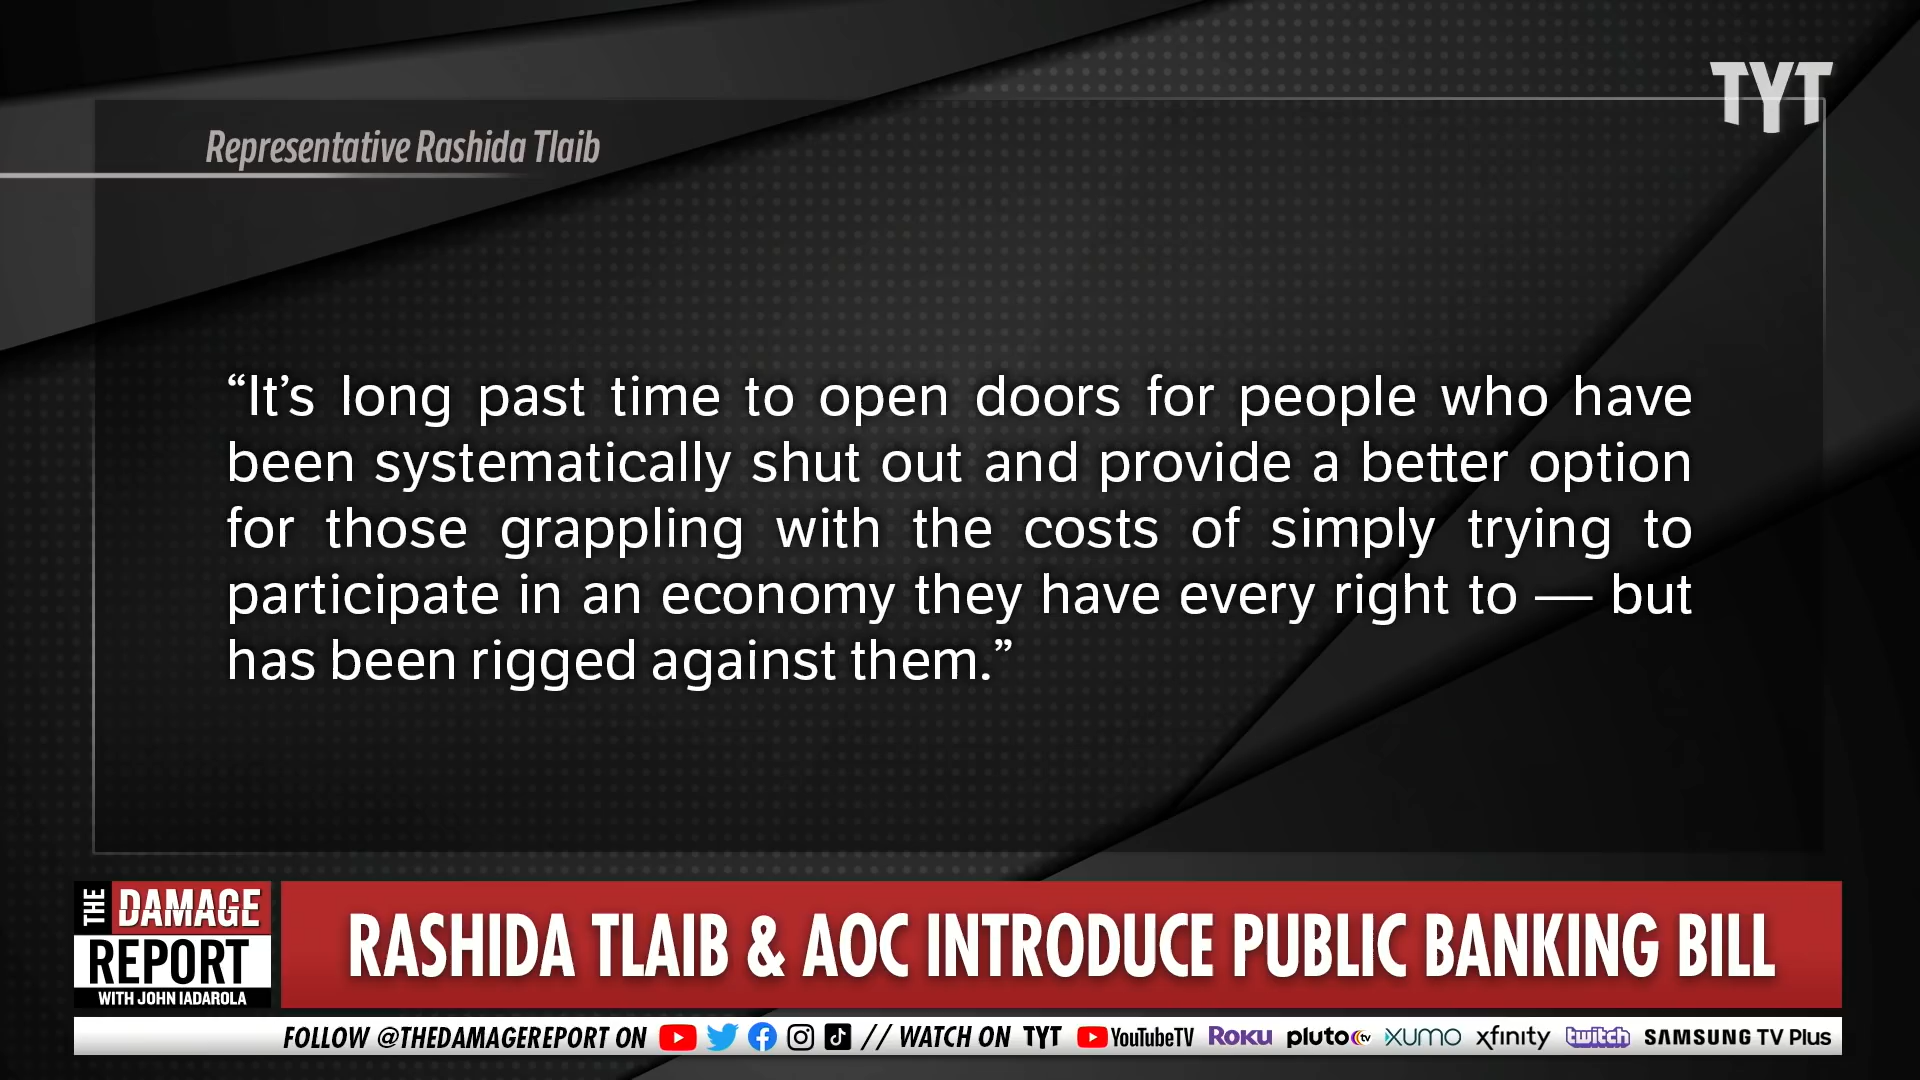 TYT
Representative Rashida Tlaib
“It’s long past time to open doors for people who have
been systematically shut out and provide a better option
for those grappling with the costs of simply trying to
participate in an economy they have every right to — but
has been rigged against them.”
THE DAMAGE
REPORT
WITH JOHN IADAROLA
RASHIDA TLAIB & AOC INTRODUCE PUBLIC BANKING BILL
FOLLOW @THEDAMAGEREPORT ON // WATCH ON TYT YouTubeTV ROKU pluto tv XUMO xfinity twitch SAMSUNG TV Plus